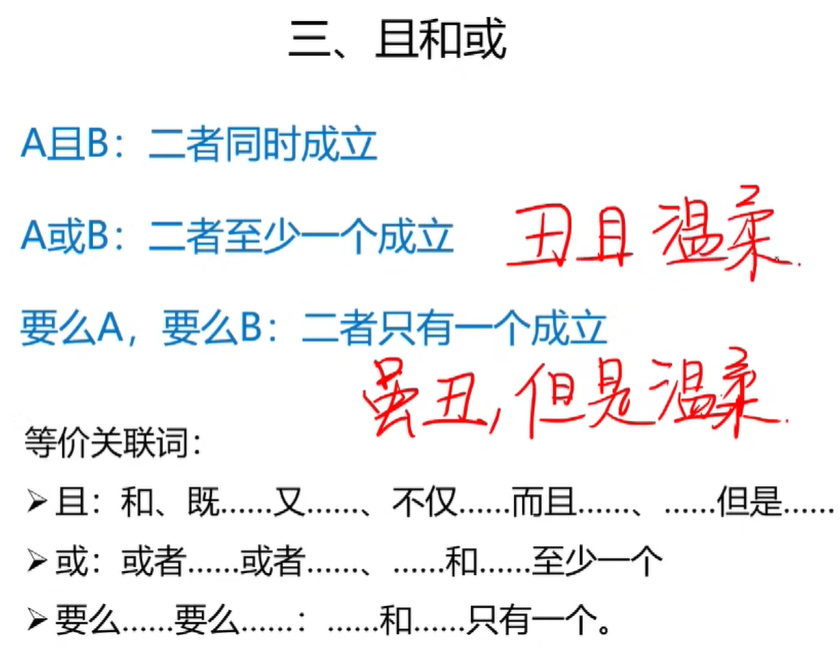 三、且和或
A且B：二者同时成立
A或B：二者至少一个成立
丑且温柔.
要么A，要么B：二者只有一个成立
虽丑,但是温柔.
等价关联词：
➢且：和、既……又……、不仅……而且……、……但是……
➢或：或者……或者……、……和……至少一个
➢要么……要么……：……和……只有一个。